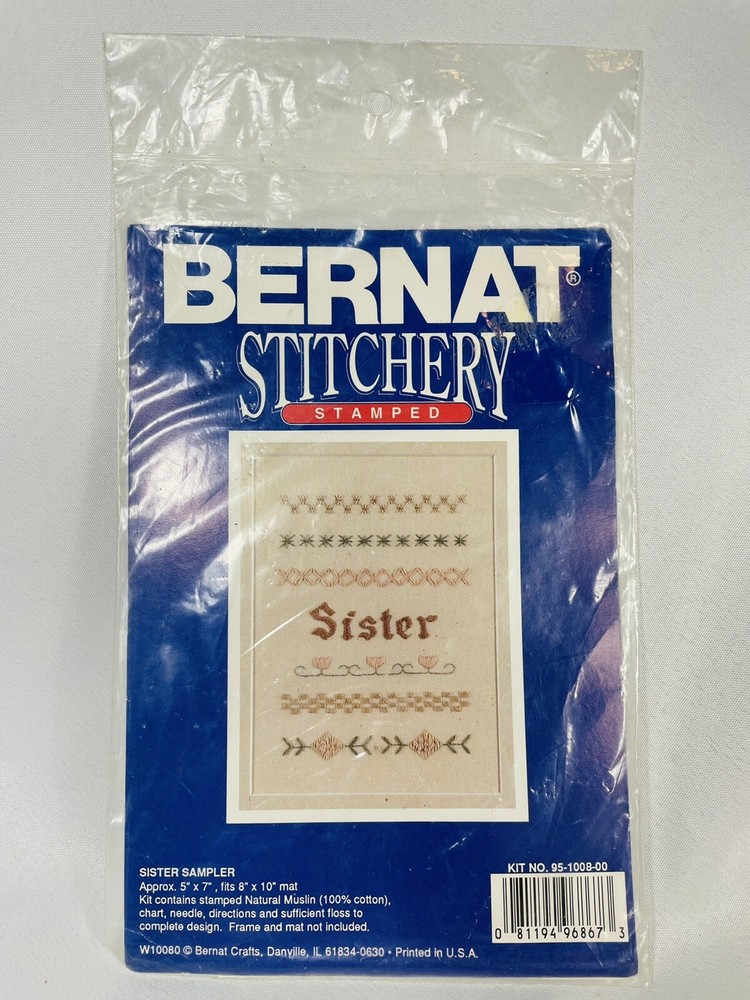 BERNAT®
STITCHERY
STAMPED
Sister
SISTER SAMPLER
Approx. 5" x 7" , fits 8" x 10" mat
Kit contains stamped Natural Muslin (100% cotton),
chart, needle, directions and sufficient floss to
complete design. Frame and mat not included.
W10080 © Bernat Crafts, Danville, IL 61834-0630 • Printed in U.S.A.
KIT NO. 95-1008-00
0 81194 96867 3